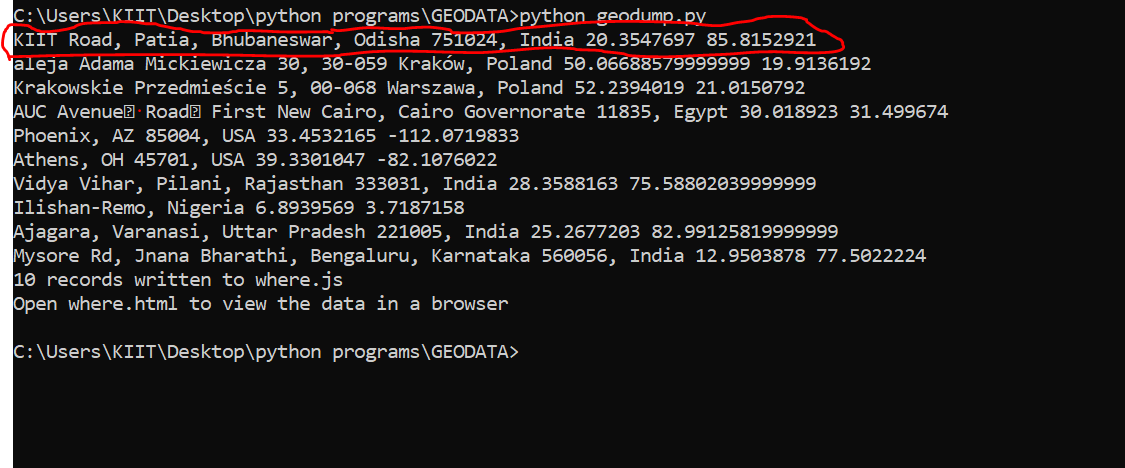 C:\Users\KIIT\Desktop\python programs\GEODATA>python geodump.py
KIIT Road, Patia, Bhubaneswar, Odisha 751024, India 20.3547697 85.8152921
aleja Adama Mickiewicza 30, 30-059 Kraków, Poland 50.06688579999999 19.9136192
Krakowskie Przedmieście 5, 00-068 Warszawa, Poland 52.2394019 21.0150792
AUC Avenue⍰·Road⍰ First New Cairo, Cairo Governorate 11835, Egypt 30.018923 31.499674
Phoenix, AZ 85004, USA 33.4532165 -112.0719833
Athens, OH 45701, USA 39.3301047 -82.1076022
Vidya Vihar, Pilani, Rajasthan 333031, India 28.3588163 75.58802039999999
Ilishan-Remo, Nigeria 6.8939569 3.7187158
Ajagara, Varanasi, Uttar Pradesh 221005, India 25.2677203 82.99125819999999
Mysore Rd, Jnana Bharathi, Bengaluru, Karnataka 560056, India 12.9503878 77.5022224
10 records written to where.js
Open where.html to view the data in a browser
C:\Users\KIIT\Desktop\python programs\GEODATA>